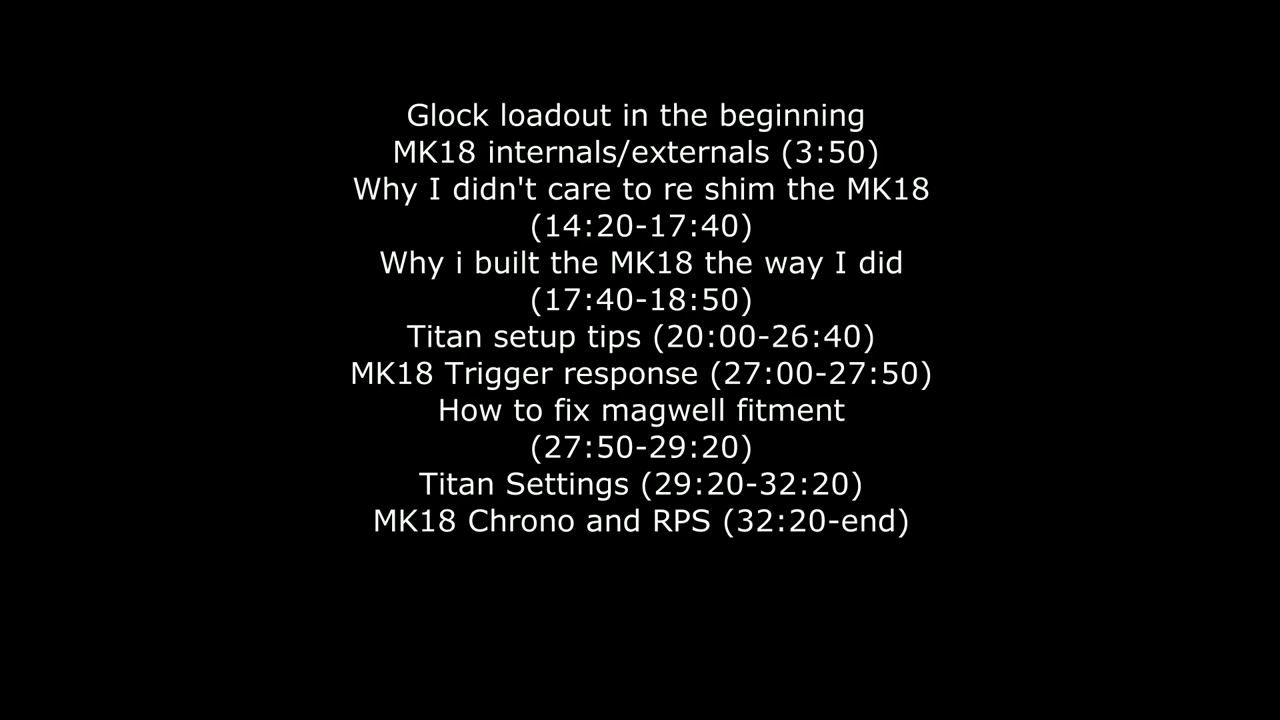 Glock loadout in the beginning
MK18 internals/externals (3:50)
Why I didn't care to re shim the MK18
(14:20-17:40)
Why i built the MK18 the way I did
(17:40-18:50)
Titan setup tips (20:00-26:40)
MK18 Trigger response (27:00-27:50)
How to fix magwell fitment
(27:50-29:20)
Titan Settings (29:20-32:20)
MK18 Chrono and RPS (32:20-end)